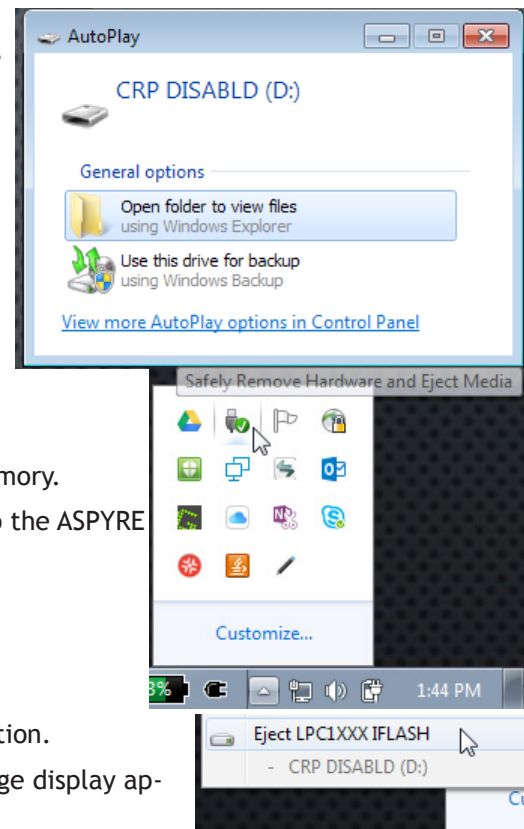 AutoPlay
CRP DISABLD (D:)
General options
Open folder to view files
using Windows Explorer
Use this drive for backup
using Windows Backup
View more AutoPlay options in Control Panel
Safely Remove Hardware and Eject Media
mory.
the ASPYRE
Customize...
1:44 PM
tion.
Eject LPC1XXX IFLASH
- CRP DISABLD (D:)
ge display ap-